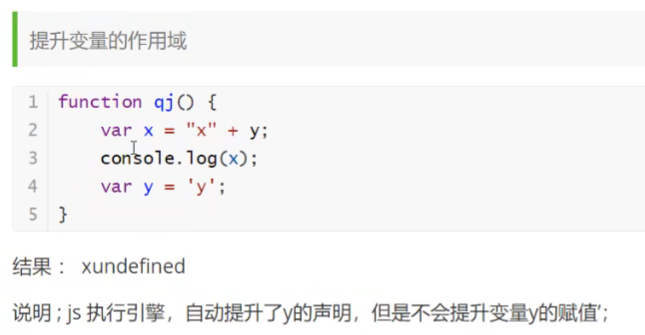 提升变量的作用域
1 function qj() {
2     var x = "x" + y;
3     console.log(x);
4     var y = 'y';
5 }
结果： xundefined
说明 ; js 执行引擎，自动提升了y的声明，但是不会提升变量y的赋值‘;